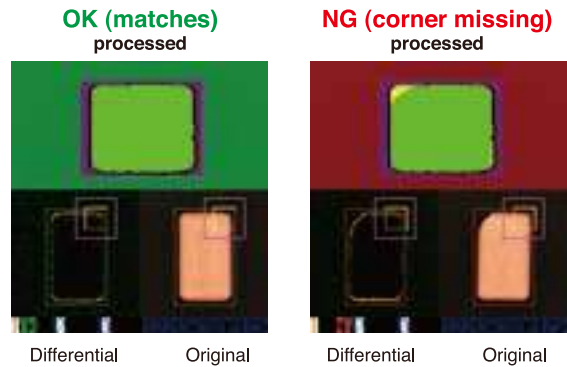 OK (matches)
processed
NG (corner missing)
processed
Differential
Original
Differential
Original